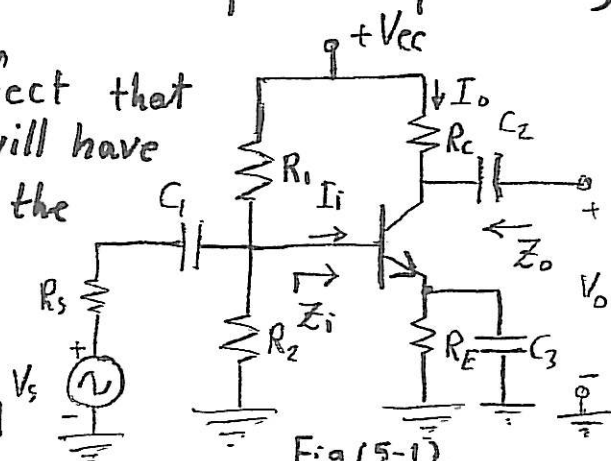 +Vcc
ect that
will have
the
Io
Rc
C2
R1
Ii
C1
Zo
+
Rs
Zi
Vo
+
Vs
-
R2
RE
C3
-
Fig (5-1)